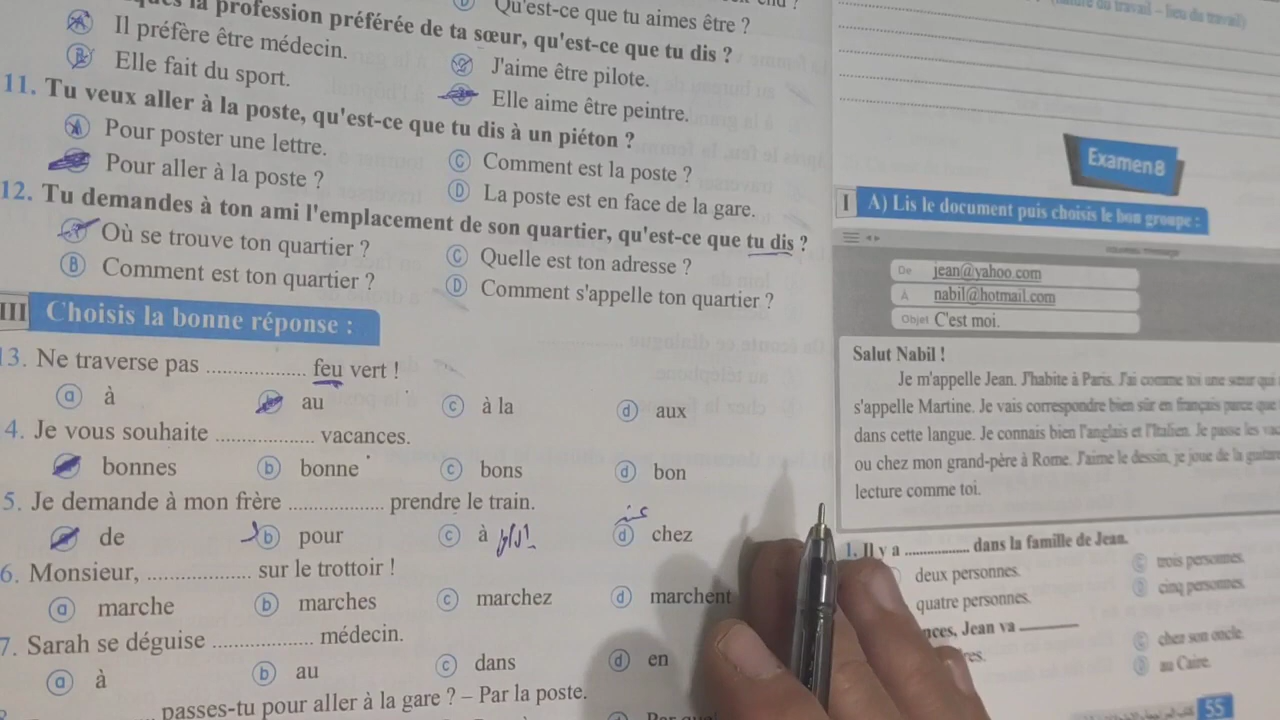 Qu'est-ce que tu aimes être ?
la profession préférée de ta sœur, qu'est-ce que tu dis ?
A Il préfère être médecin.
J'aime être pilote.
B Elle fait du sport.
Elle aime être peintre.
11. Tu veux aller à la poste, qu'est-ce que tu dis à un piéton ?
A Pour poster une lettre.
C Comment est la poste ?
Pour aller à la poste ?
D La poste est en face de la gare.
12. Tu demandes à ton ami l'emplacement de son quartier, qu'est-ce que tu dis ?
Où se trouve ton quartier ?
C Quelle est ton adresse ?
B Comment est ton quartier ?
D Comment s'appelle ton quartier ?
III Choisis la bonne réponse :
13. Ne traverse pas .................. feu vert !
a à
au
c à la
d aux
4. Je vous souhaite .................. vacances.
bonnes
b bonne
c bons
d bon
5. Je demande à mon frère .................. prendre le train.
de
b pour
c à
d chez
6. Monsieur, .................. sur le trottoir !
a marche
b marches
c marchez
d marchent
7. Sarah se déguise .................. médecin.
a à
b au
c dans
d en
passes-tu pour aller à la gare ? – Par la poste.
(nature du travail – lieu du travail)
Examen 8
I A) Lis le document puis choisis le bon groupe :
De jean@yahoo.com
A nabil@hotmail.com
Objet C'est moi.
Salut Nabil !
Je m'appelle Jean. J'habite à Paris. J'ai comme toi une sœur qui
s'appelle Martine. Je vais correspondre bien sûr en français parce que
dans cette langue. Je connais bien l'anglais et l'Italien. Je passe les
ou chez mon grand-père à Rome. J'aime le dessin, je joue de la guitare
lecture comme toi.
1. Il y a .................. dans la famille de Jean.
deux personnes.
C trois personnes.
quatre personnes.
D cinq personnes.
Jean va
C chez son oncle.
D au Caire.
55